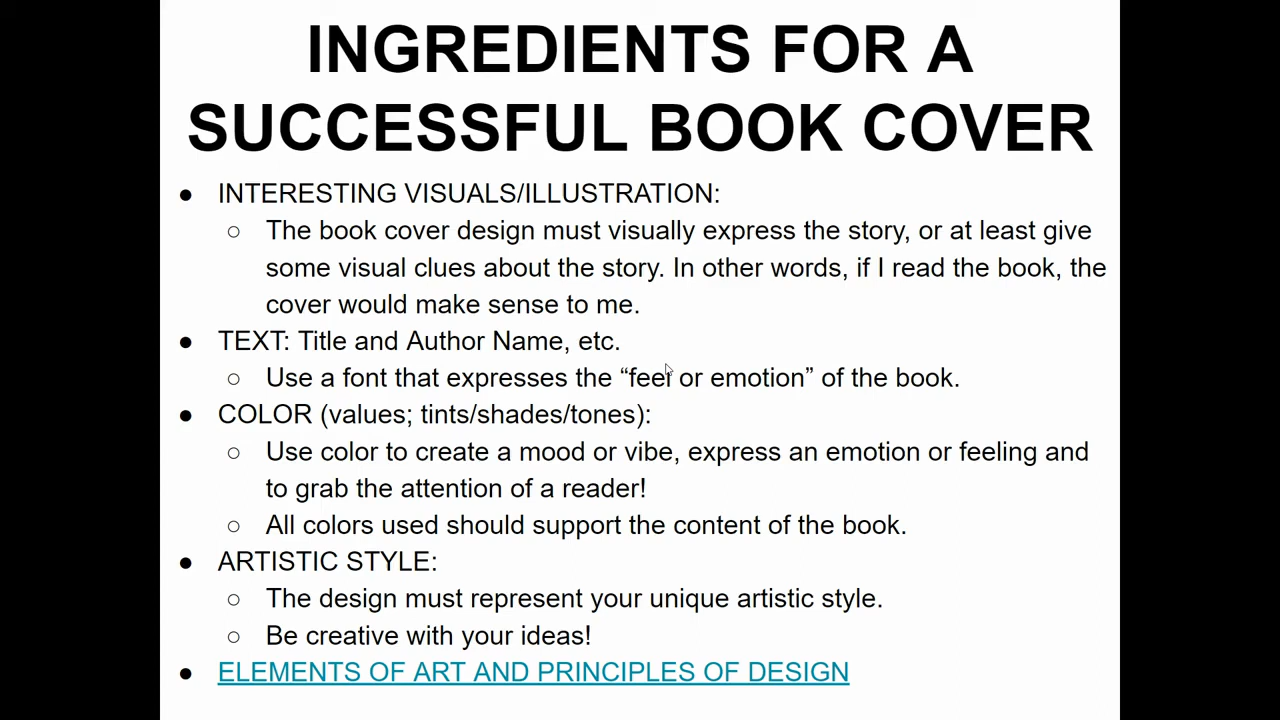 INGREDIENTS FOR A
SUCCESSFUL BOOK COVER
● INTERESTING VISUALS/ILLUSTRATION:
○ The book cover design must visually express the story, or at least give
some visual clues about the story. In other words, if I read the book, the
cover would make sense to me.
● TEXT: Title and Author Name, etc.
○ Use a font that expresses the “feel or emotion” of the book.
● COLOR (values; tints/shades/tones):
○ Use color to create a mood or vibe, express an emotion or feeling and
to grab the attention of a reader!
○ All colors used should support the content of the book.
● ARTISTIC STYLE:
○ The design must represent your unique artistic style.
○ Be creative with your ideas!
● ELEMENTS OF ART AND PRINCIPLES OF DESIGN